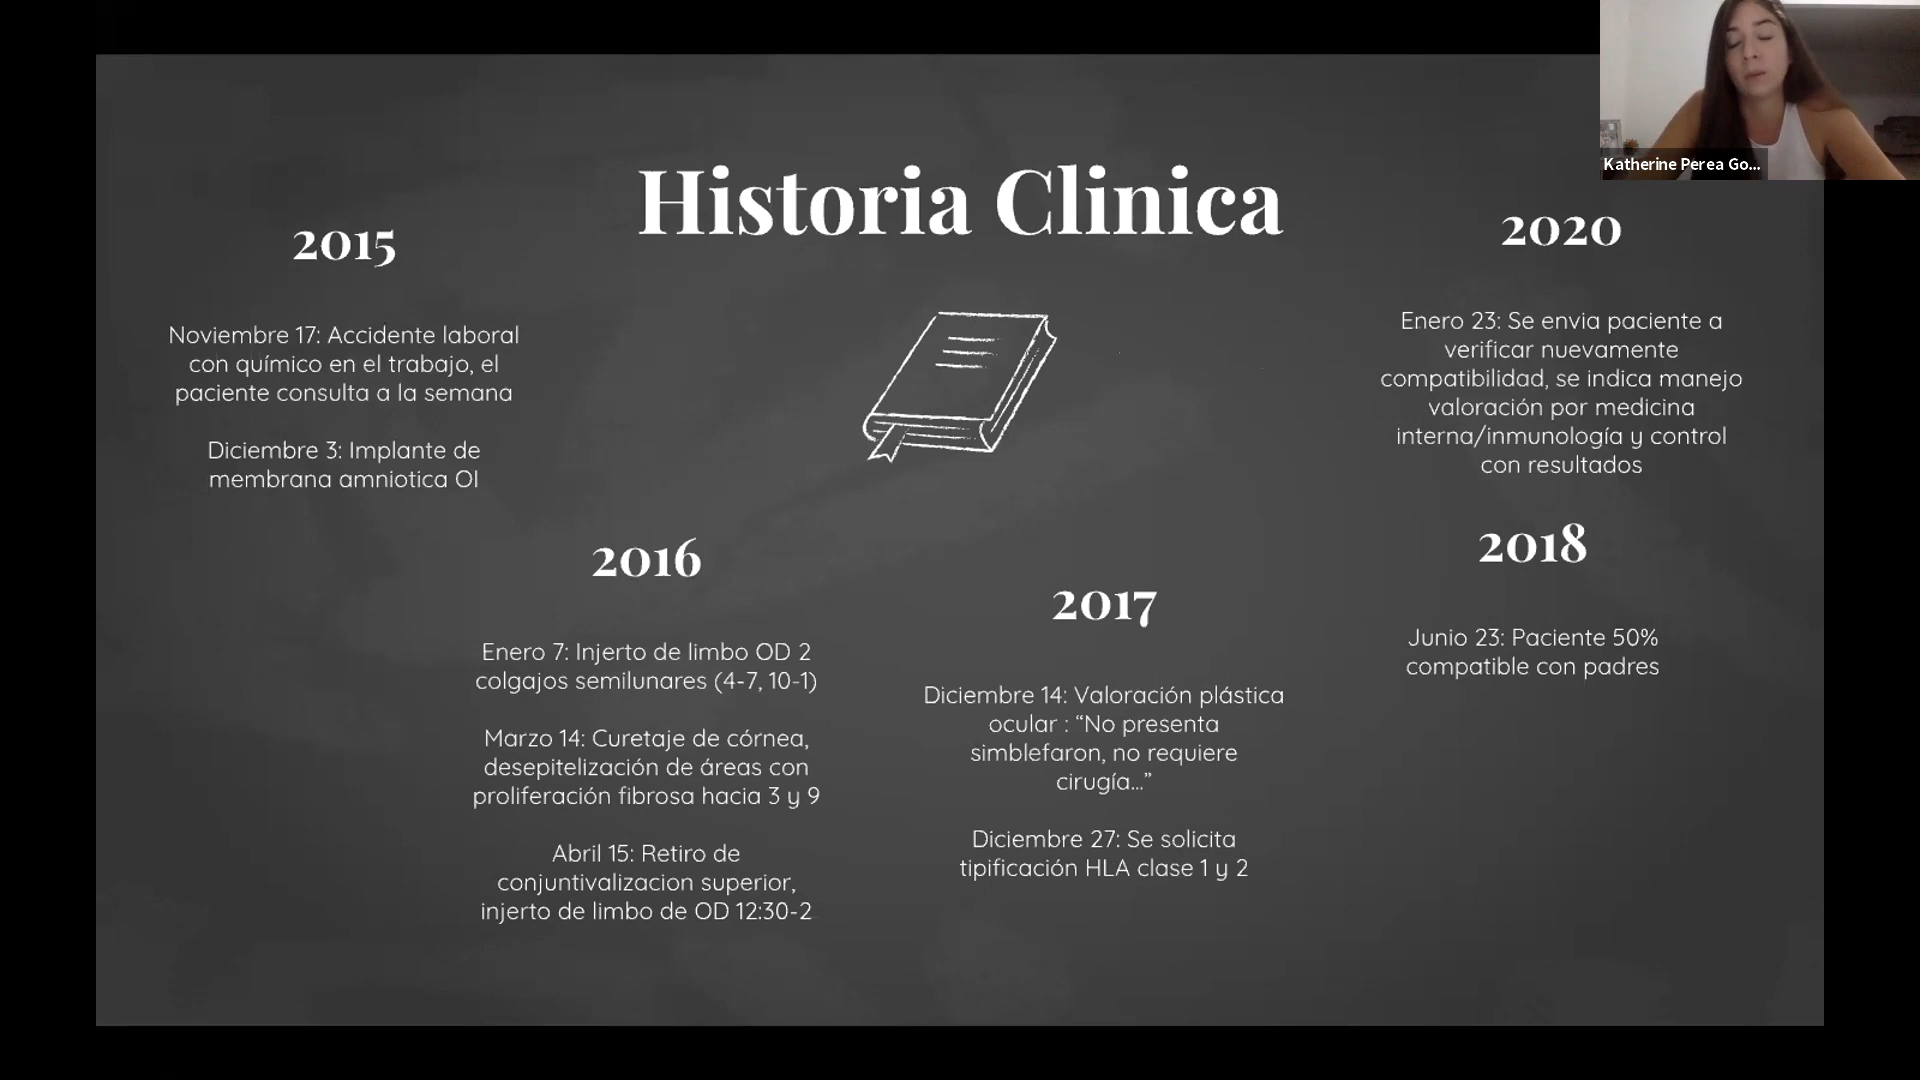 Historia Clinica
2015
Noviembre 17: Accidente laboral
con químico en el trabajo, el
paciente consulta a la semana
Diciembre 3: Implante de
membrana amniotica OI
2016
Enero 7: Injerto de limbo OD 2
colgajos semilunares (4-7, 10-1)
Marzo 14: Curetaje de córnea,
desepitelización de áreas con
proliferación fibrosa hacia 3 y 9
Abril 15: Retiro de
conjuntivalizacion superior,
injerto de limbo de OD 12:30-2
2017
Diciembre 14: Valoración plástica
ocular : “No presenta
simblefaron, no requiere
cirugía...”
Diciembre 27: Se solicita
tipificación HLA clase 1 y 2
2018
Junio 23: Paciente 50%
compatible con padres
2020
Enero 23: Se envia paciente a
verificar nuevamente
compatibilidad, se indica manejo
valoración por medicina
interna/inmunología y control
con resultados
Katherine Perea Go...